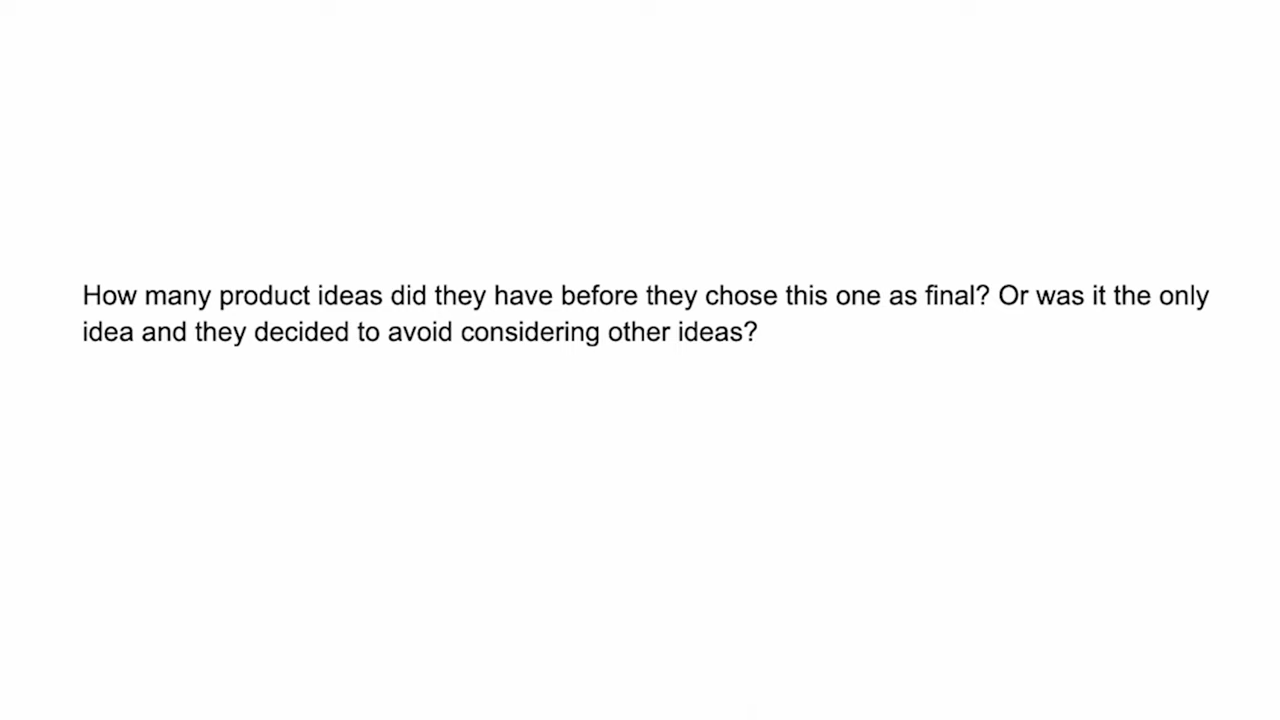 How many product ideas did they have before they chose this one as final? Or was it the only
idea and they decided to avoid considering other ideas?